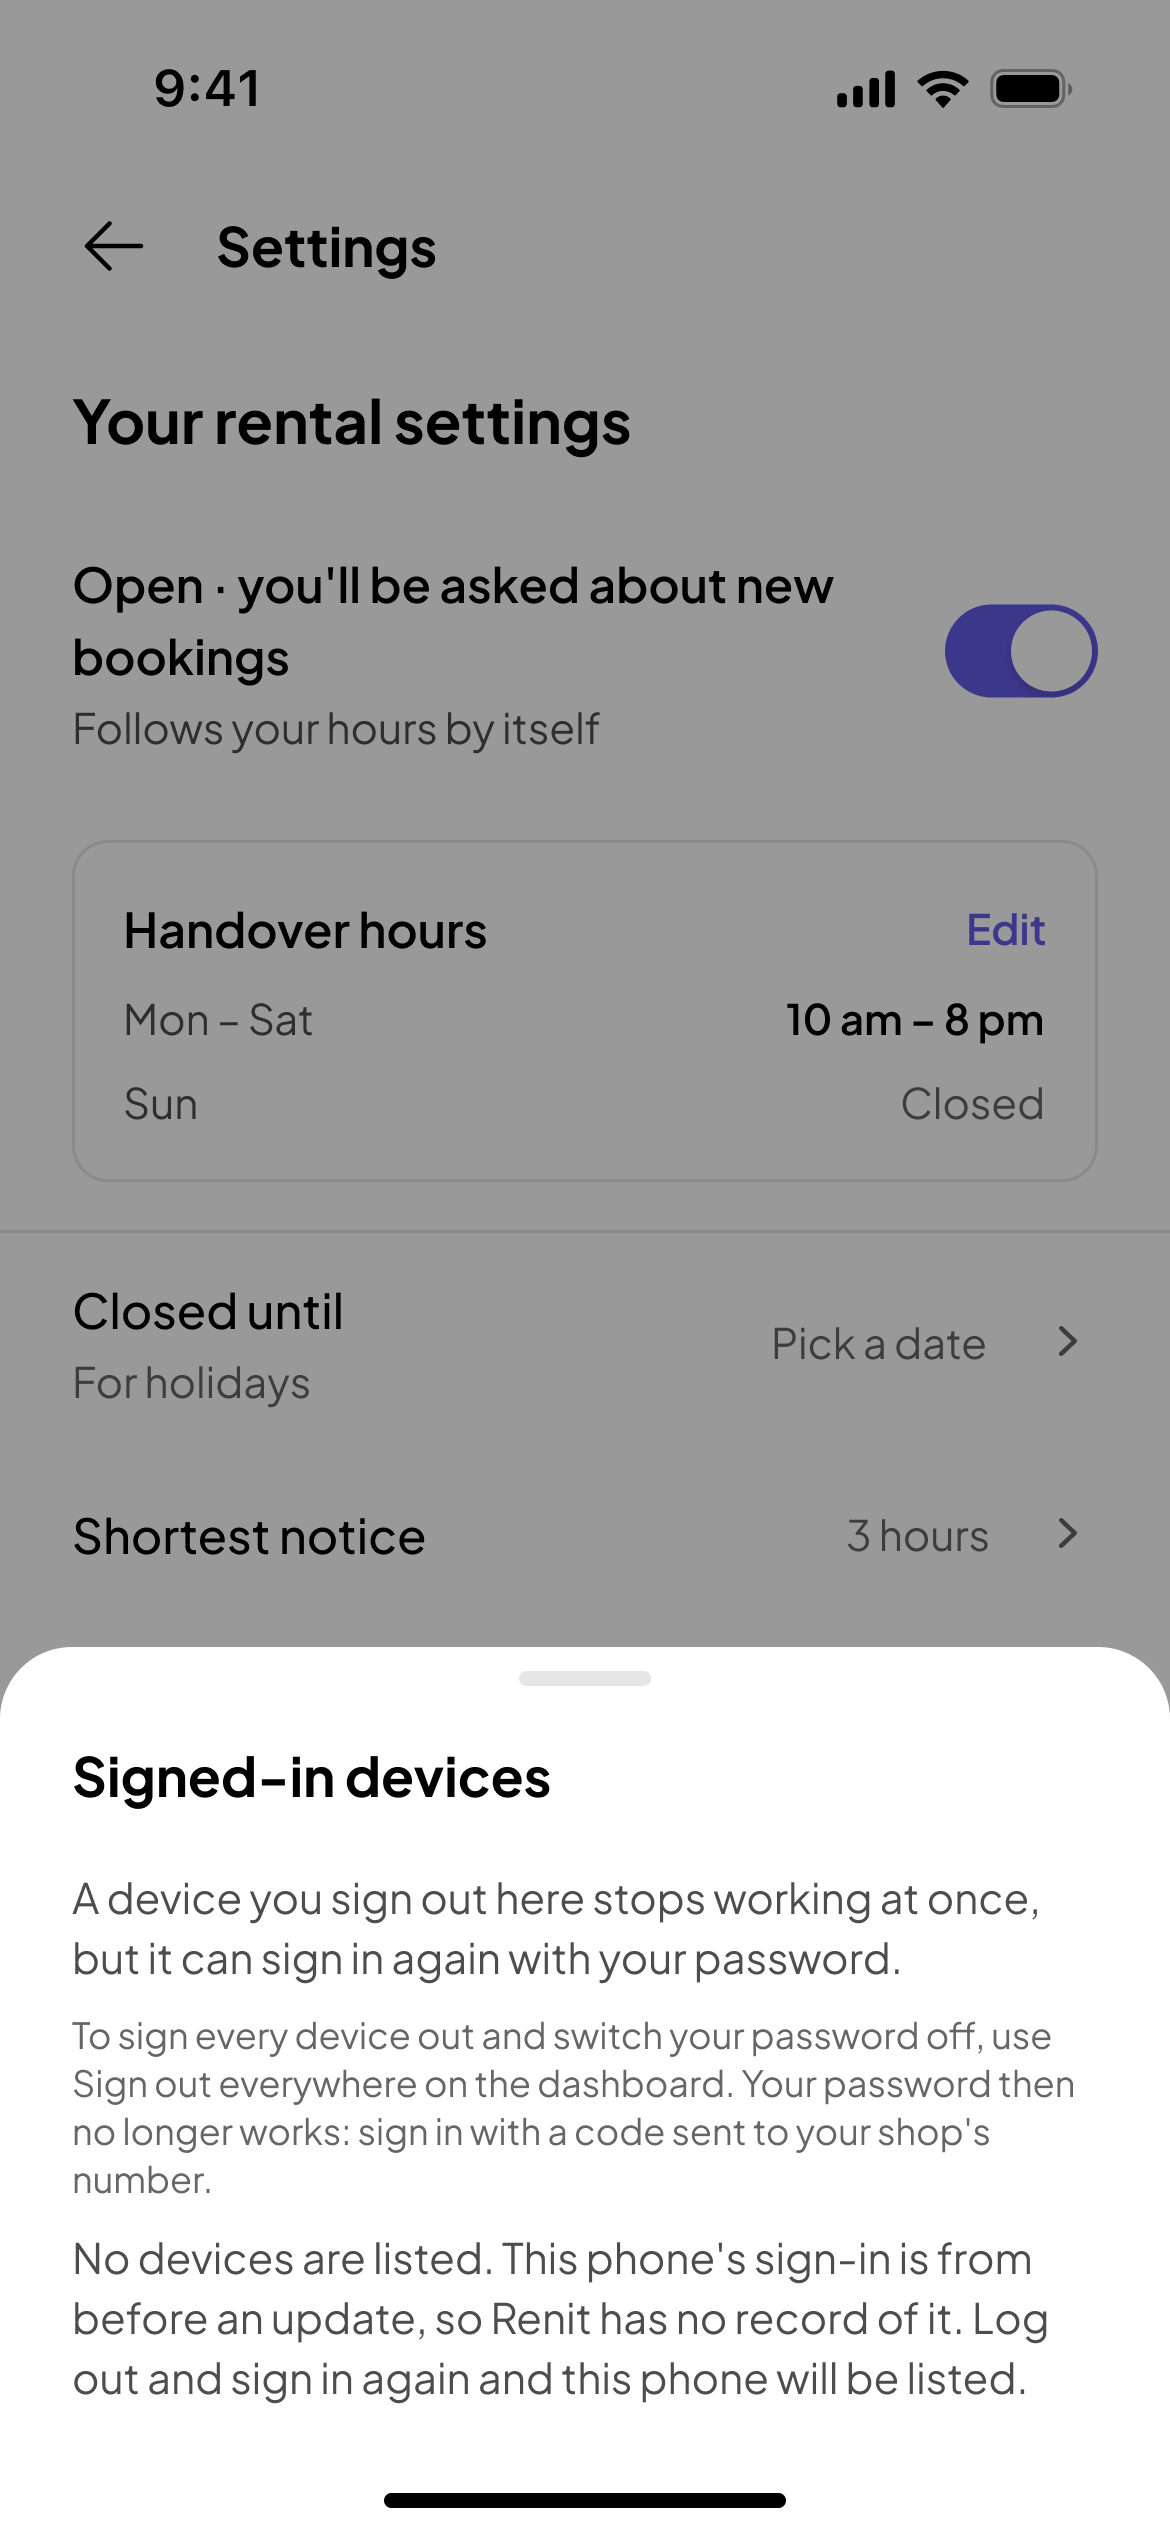 9:41
Settings
Your rental settings
Open · you'll be asked about new
bookings
Follows your hours by itself
Handover hours
Edit
Mon – Sat
10 am – 8 pm
Sun
Closed
Closed until
For holidays
Pick a date
Shortest notice
3 hours
Signed-in devices
A device you sign out here stops working at once,
but it can sign in again with your password.
To sign every device out and switch your password off, use
Sign out everywhere on the dashboard. Your password then
no longer works: sign in with a code sent to your shop's
number.
No devices are listed. This phone's sign-in is from
before an update, so Renit has no record of it. Log
out and sign in again and this phone will be listed.